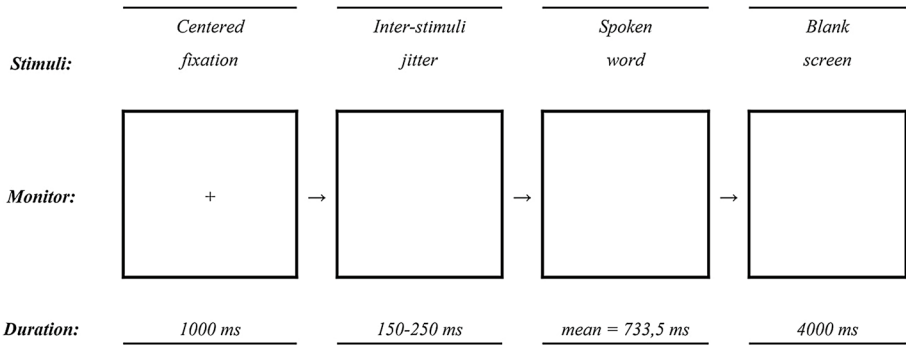 Centered Inter-stimuli Spoken Blank
Stimuli: fixation jitter word screen
Monitor: + → → →
Duration: 1000 ms 150-250 ms mean = 733,5 ms 4000 ms